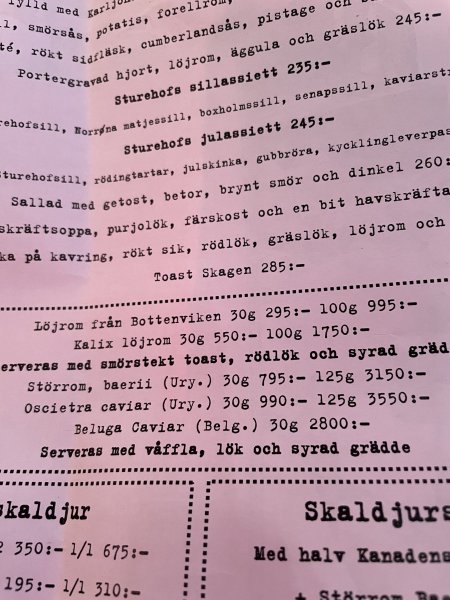 fylld med Karljoh
ll, smörsås, potatis, forellrom,
té, rökt sidfläsk, cumberlandsås, pistage och s
Portergravad hjort, löjrom, äggula och gräslök 245:-
Sturehofs sillassiett 235:-
rehofsill, Norrøna matjessill, boxholmssill, senapssill, kaviarstr
Sturehofs julassiett 245:-
Sturehofsill, rödingtartar, julskinka, gubbröra, kycklingleverpas
Sallad med getost, betor, brynt smör och dinkel 260:
skräftsoppa, purjolök, färskost och en bit havskräfta
ka på kavring, rökt sik, rödlök, gräslök, löjrom och
Toast Skagen 285:-
Löjrom från Bottenviken 30g 295:- 100g 995:-
Kalix löjrom 30g 550:- 100g 1750:-
erveras med smörstekt toast, rödlök och syrad gräd
Störrom, baerii (Ury.) 30g 795:- 125g 3150:-
Oscietra caviar (Ury.) 30g 990:- 125g 3550:-
Beluga Caviar (Belg.) 30g 2800:-
Serveras med våffla, lök och syrad grädde
skaldjur
2 350:- 1/1 675:-
195:- 1/1 310:-
Skaldjurs
Med halv Kanadens
+ Störrom Bae